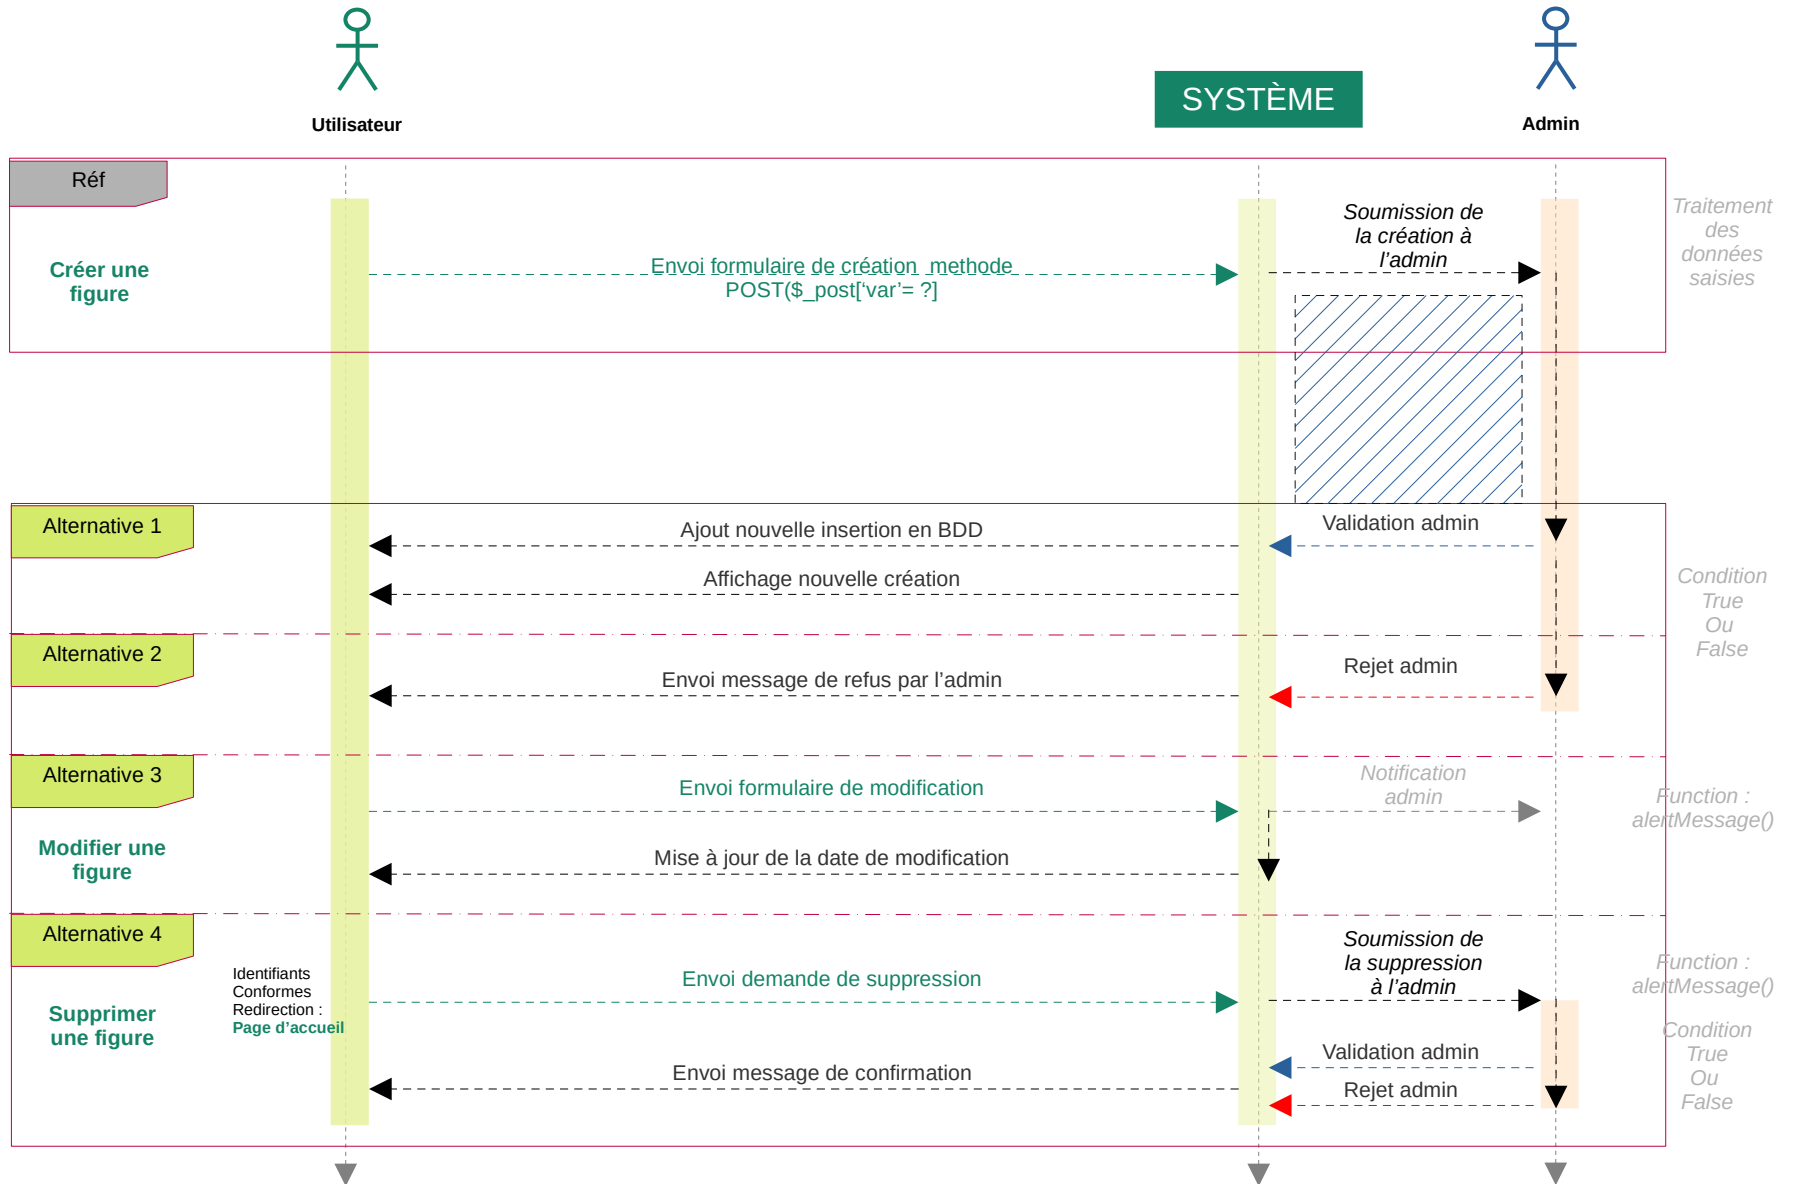 Utilisateur
SYSTÈME
Admin
Réf
Créer une
figure
Envoi formulaire de création  methode
POST($_post[‘var’= ?]
Soumission de
la création à
l’admin
Traitement
des
données
saisies
Alternative 1
Ajout nouvelle insertion en BDD
Validation admin
Affichage nouvelle création
Condition
True
Ou
False
Alternative 2
Envoi message de refus par l’admin
Rejet admin
Alternative 3
Modifier une
figure
Envoi formulaire de modification
Notification
admin
Function :
alertMessage()
Mise à jour de la date de modification
Alternative 4
Supprimer
une figure
Identifiants
Conformes
Redirection :
Page d’accueil
Envoi demande de suppression
Soumission de
la suppression
à l’admin
Function :
alertMessage()
Condition
True
Ou
False
Validation admin
Envoi message de confirmation
Rejet admin